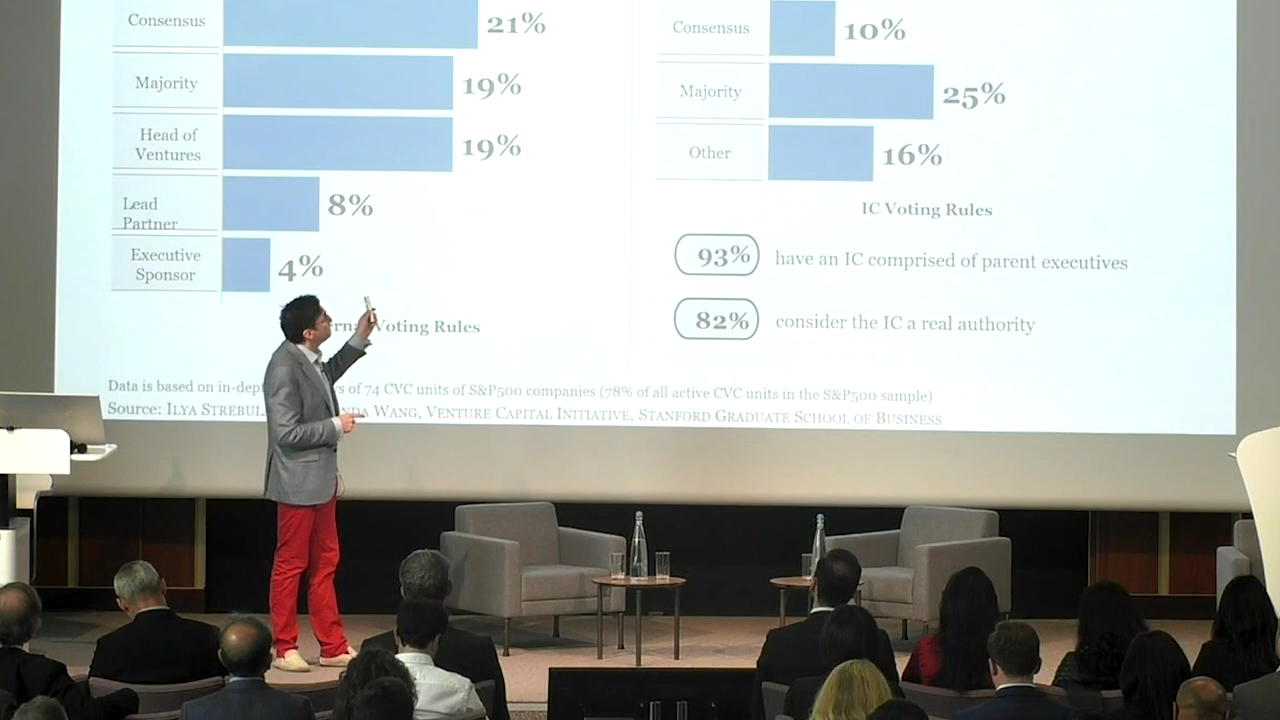 Consensus 21%
Majority 19%
Head of
Ventures 19%
Lead
Partner 8%
Executive
Sponsor 4%
Voting Rules
Consensus 10%
Majority 25%
Other 16%
IC Voting Rules
93% have an IC comprised of parent executives
82% consider the IC a real authority
Data is based on of 74 CVC units of S&P500 companies (78% of all active CVC units in the S&P500 sample)
Source: ILYA WANG, VENTURE CAPITAL INITIATIVE, STANFORD GRADUATE SCHOOL OF BUSINESS